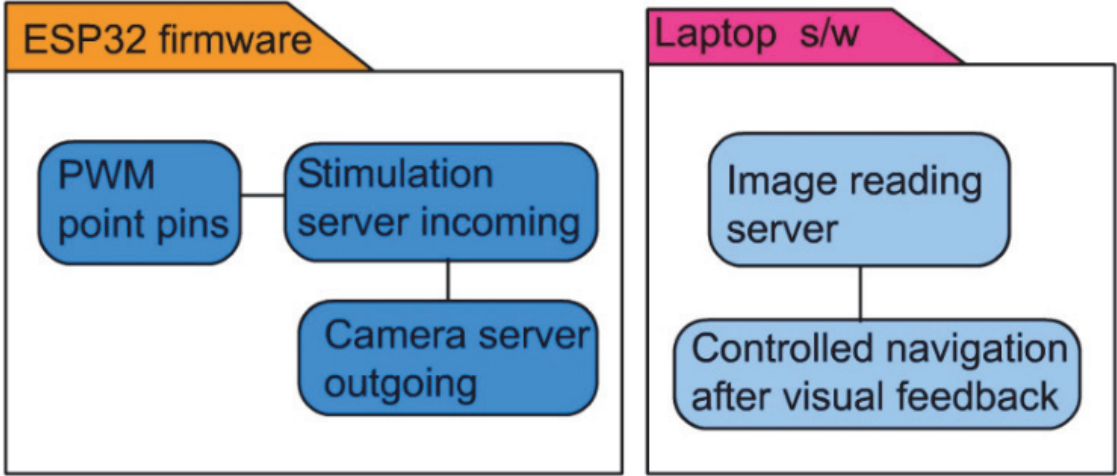 ESP32 firmware
PWM
point pins
Stimulation
server incoming
Camera server
outgoing
Laptop s/w
Image reading
server
Controlled navigation
after visual feedback